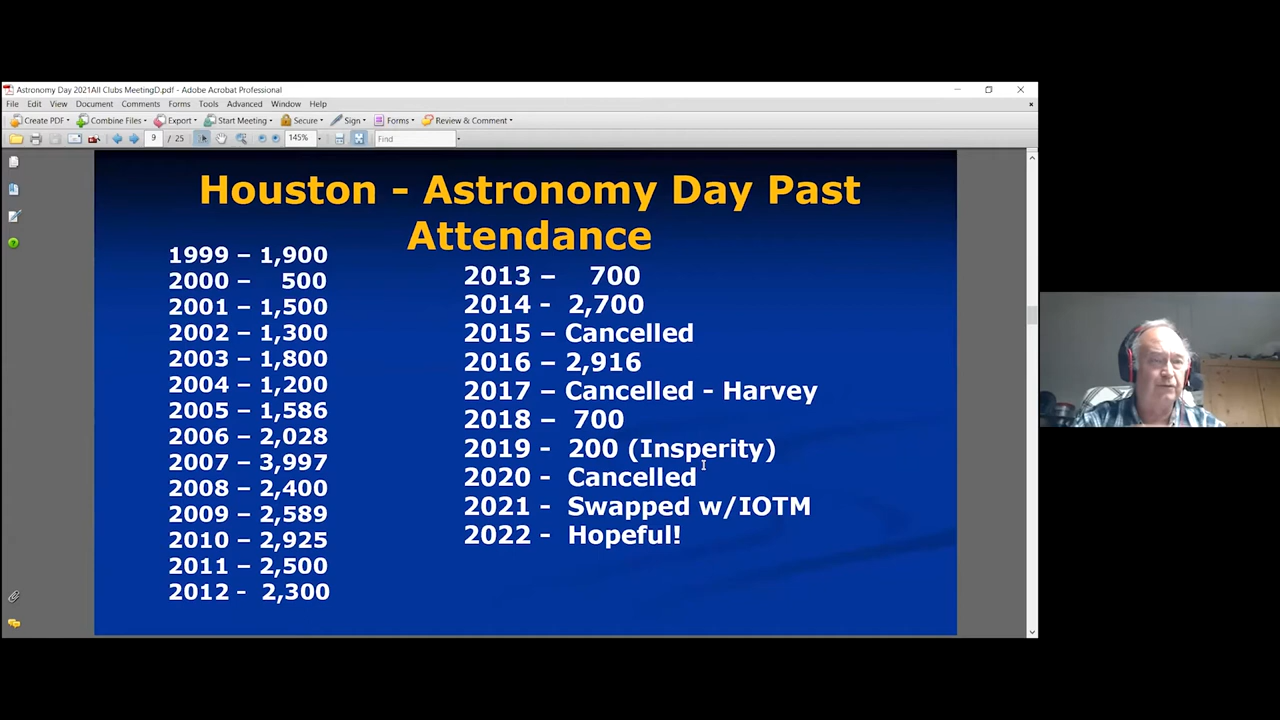 Astronomy Day 2021All Clubs MeetingD.pdf - Adobe Acrobat Professional
File Edit View Document Comments Forms Tools Advanced Window Help
Create PDF Combine Files Export Start Meeting Secure Sign Forms Review & Comment
9 / 25 145% Find
Houston - Astronomy Day Past
Attendance
1999 – 1,900
2000 – 500
2001 – 1,500
2002 – 1,300
2003 – 1,800
2004 – 1,200
2005 – 1,586
2006 – 2,028
2007 – 3,997
2008 – 2,400
2009 – 2,589
2010 – 2,925
2011 – 2,500
2012 - 2,300
2013 – 700
2014 - 2,700
2015 – Cancelled
2016 – 2,916
2017 – Cancelled - Harvey
2018 – 700
2019 - 200 (Insperity)
2020 - Cancelled
2021 - Swapped w/IOTM
2022 - Hopeful!